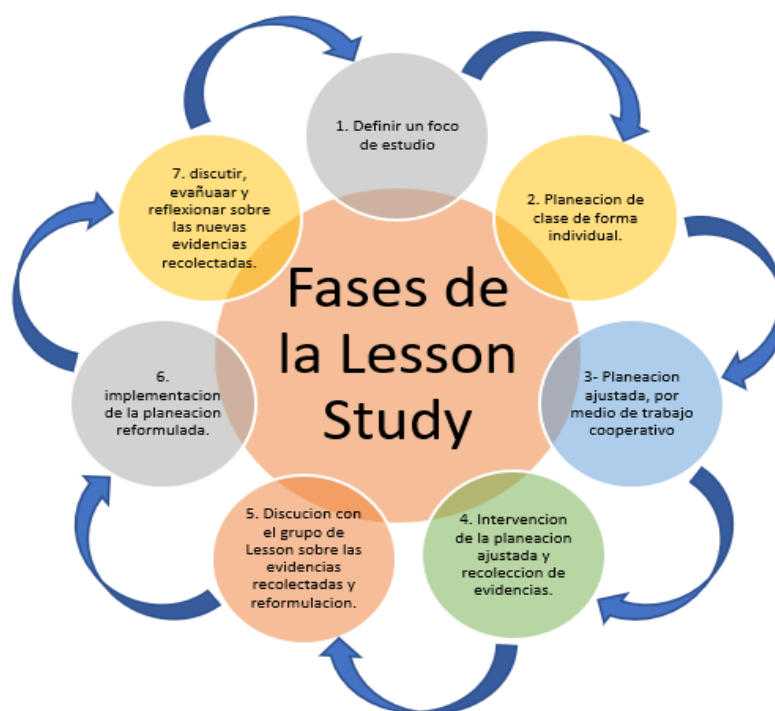 Fases de
la Lesson
Study
1. Definir un foco
de estudio
2. Planeacion de
clase de forma
individual.
3- Planeacion
ajustada, por
medio de trabajo
cooperativo
4. Intervencion
de la planeacion
ajustada y
recoleccion de
evidencias.
5. Discucion con
el grupo de
Lesson sobre las
evidencias
recolectadas y
reformulacion.
6.
implementacion
de la planeacion
reformulada.
7. discutir,
evañuaar y
reflexionar sobre
las nuevas
evidencias
recolectadas.